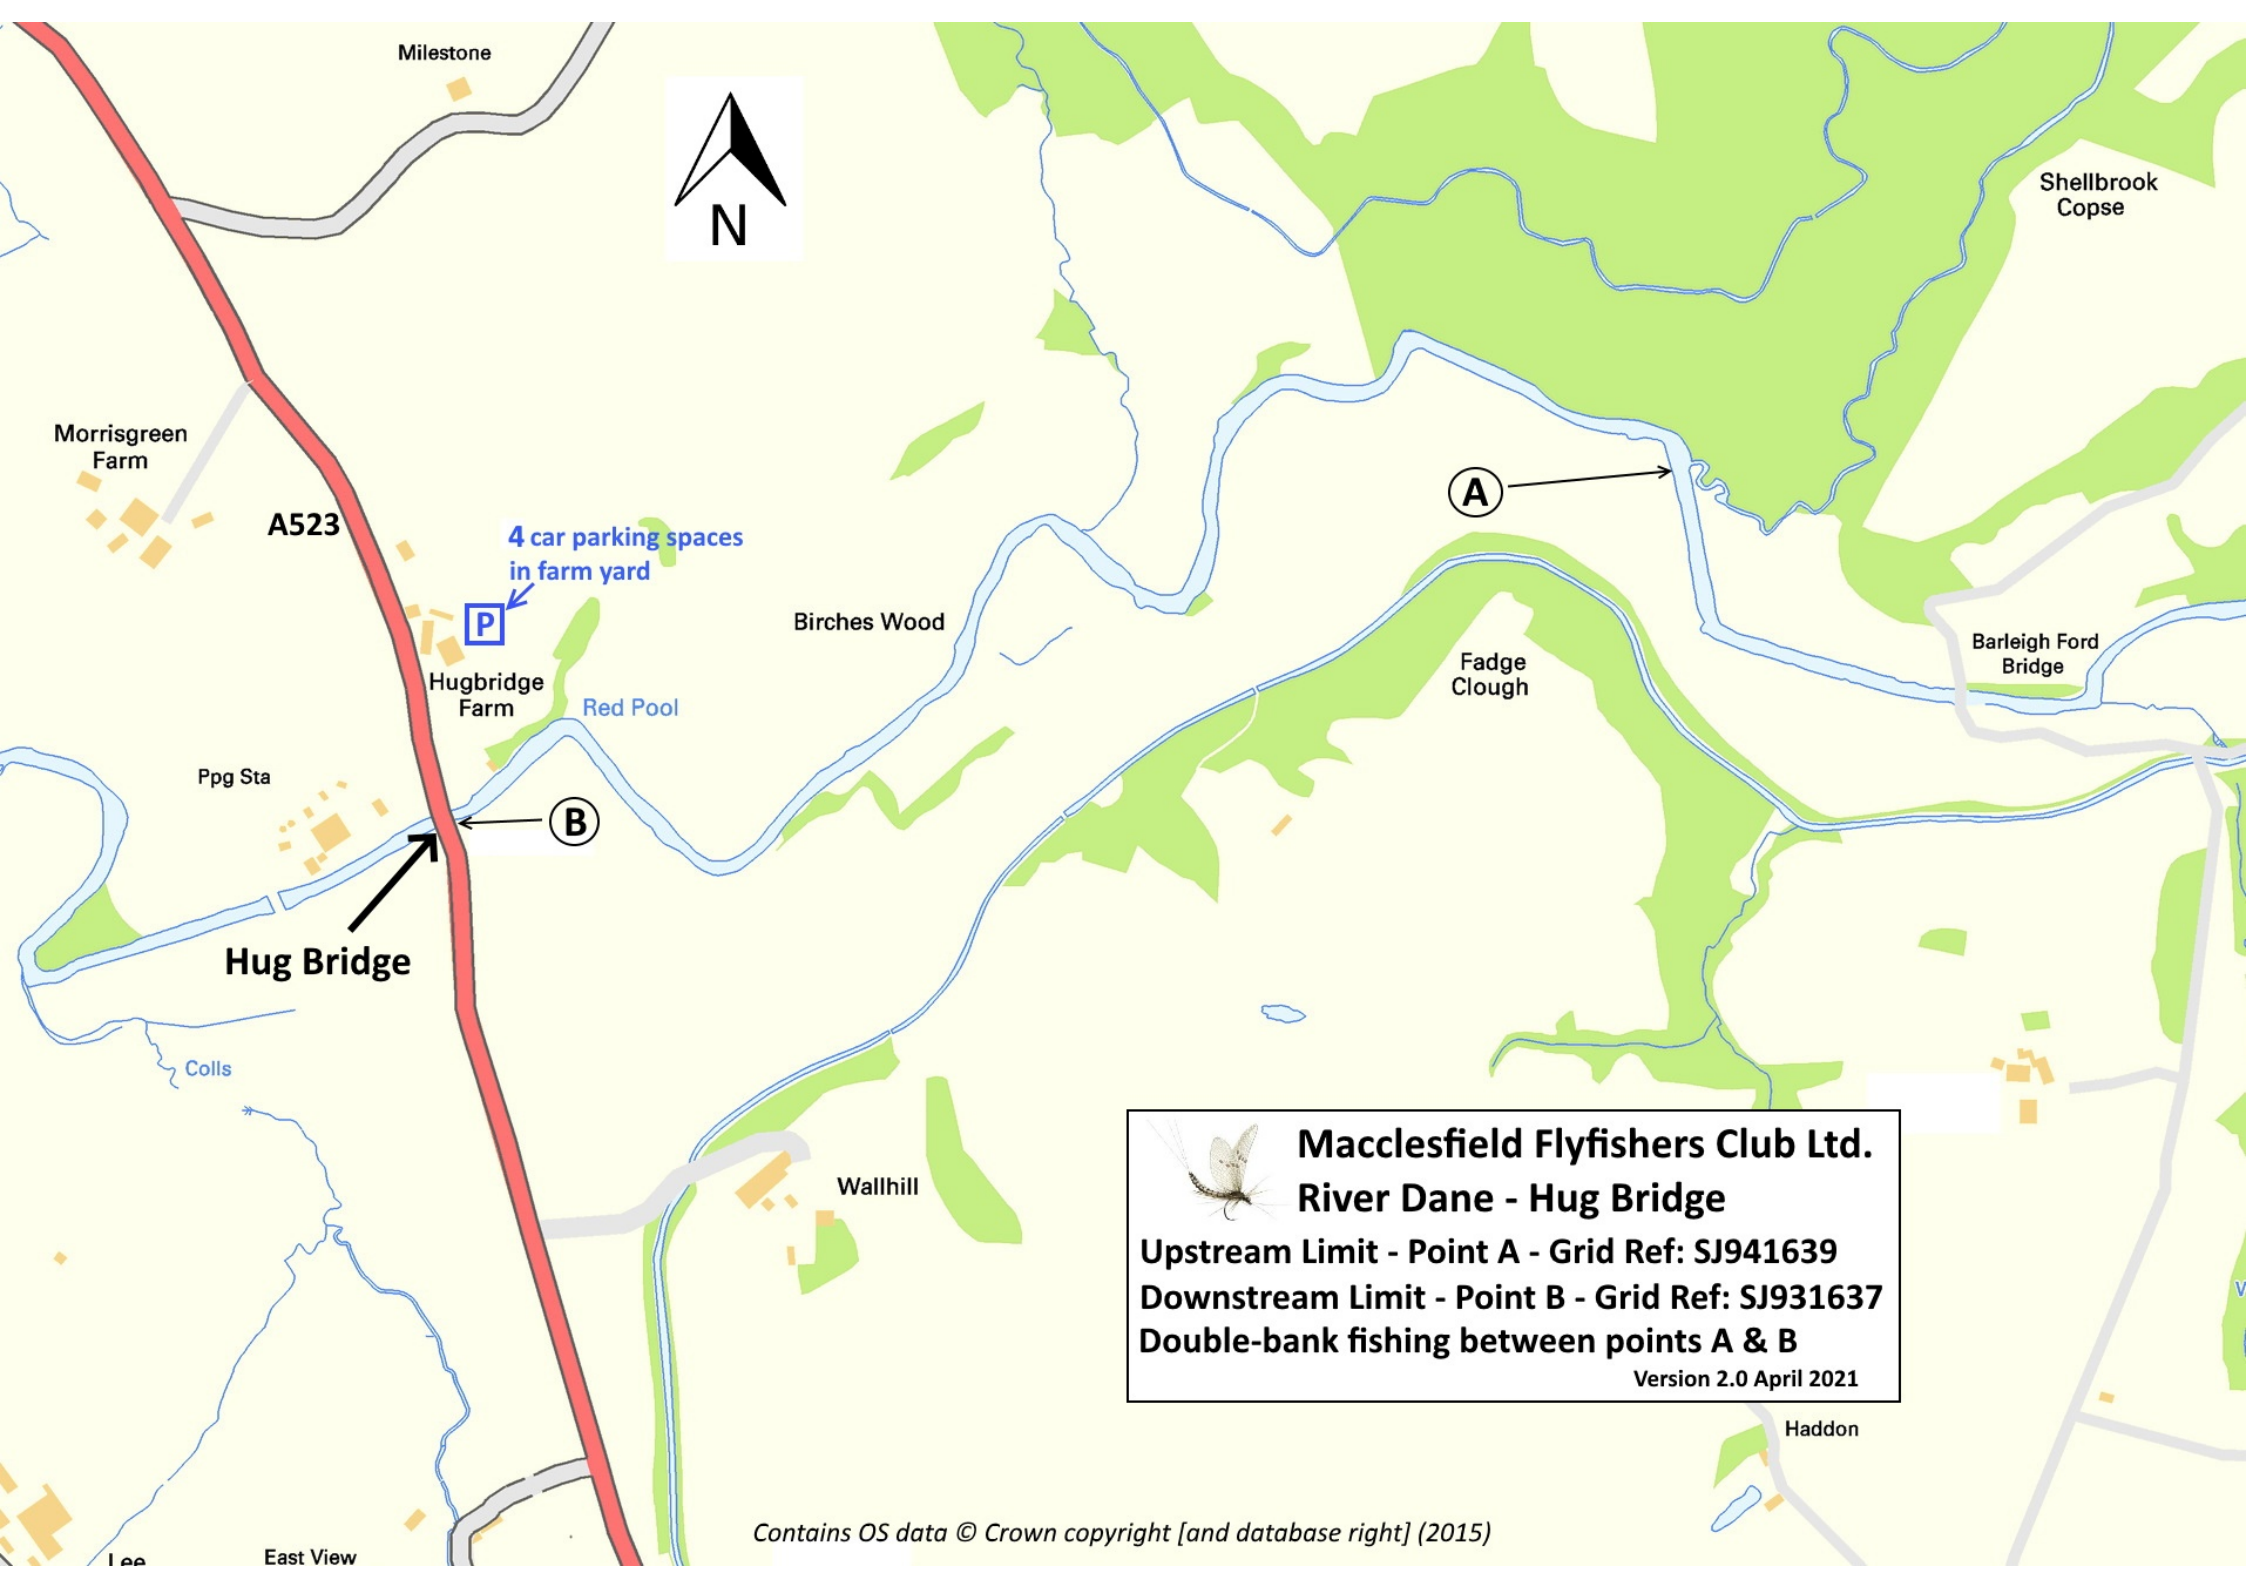 Milestone
N
Shellbrook
Copse
Morrisgreen
Farm
A523
4 car parking spaces
in farm yard
P
A
Birches Wood
Barleigh Ford
Bridge
Fadge
Clough
Hugbridge
Farm
Red Pool
Ppg Sta
B
Hug Bridge
Colls
Wallhill
Macclesfield Flyfishers Club Ltd.
River Dane - Hug Bridge
Upstream Limit - Point A - Grid Ref: SJ941639
Downstream Limit - Point B - Grid Ref: SJ931637
Double-bank fishing between points A & B
Version 2.0 April 2021
Haddon
Contains OS data © Crown copyright [and database right] (2015)
Lee
East View